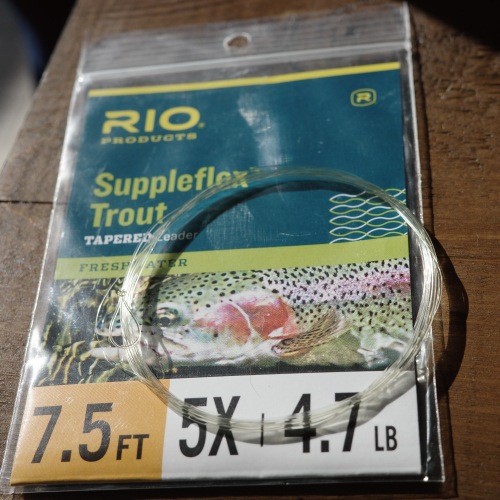 RIO
PRODUCTS
R
Suppleflex
Trout
TAPERED Leader
FRESHWATER
7.5 FT 5X 4.7 LB